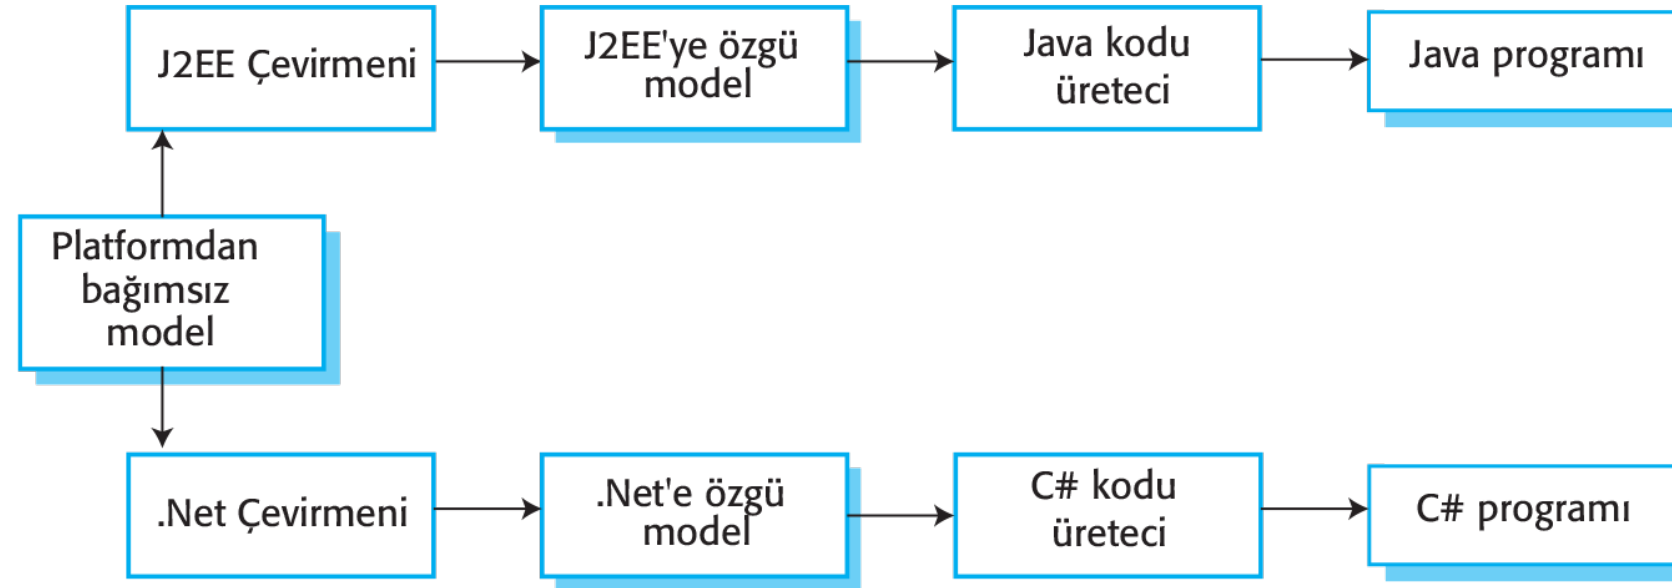 J2EE Çevirmeni
J2EE'ye özgü
model
Java kodu
üreteci
Java programı
Platformdan
bağımsız
model
.Net Çevirmeni
.Net'e özgü
model
C# kodu
üreteci
C# programı